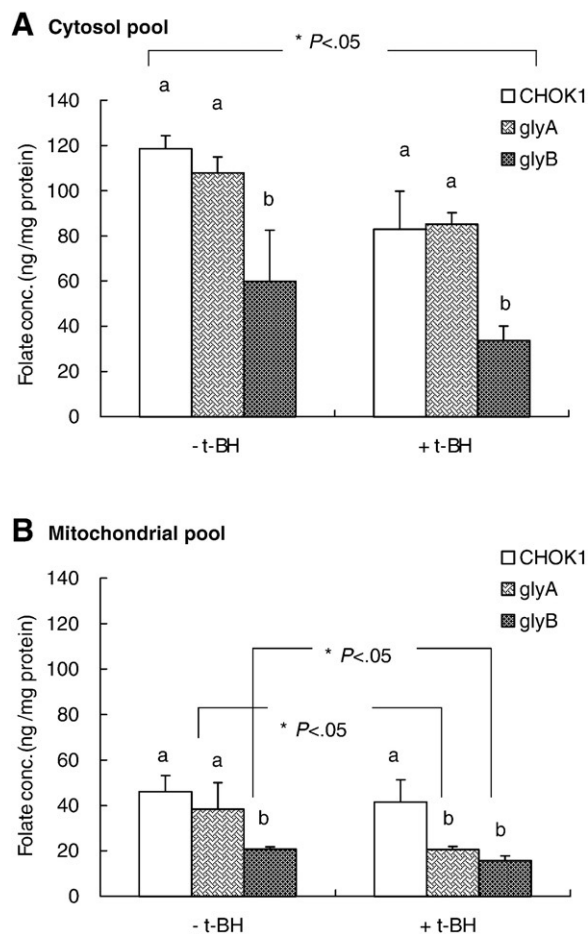 A Cytosol pool
* P<.05
a
a
b
a
a
b
CHOK1
glyA
glyB
Folate conc. (ng /mg protein)
140
120
100
80
60
40
20
0
- t-BH
+ t-BH
B Mitochondrial pool
CHOK1
glyA
glyB
* P<.05
* P<.05
a
a
b
a
b
b
Folate conc. (ng /mg protein)
140
120
100
80
60
40
20
0
- t-BH
+ t-BH